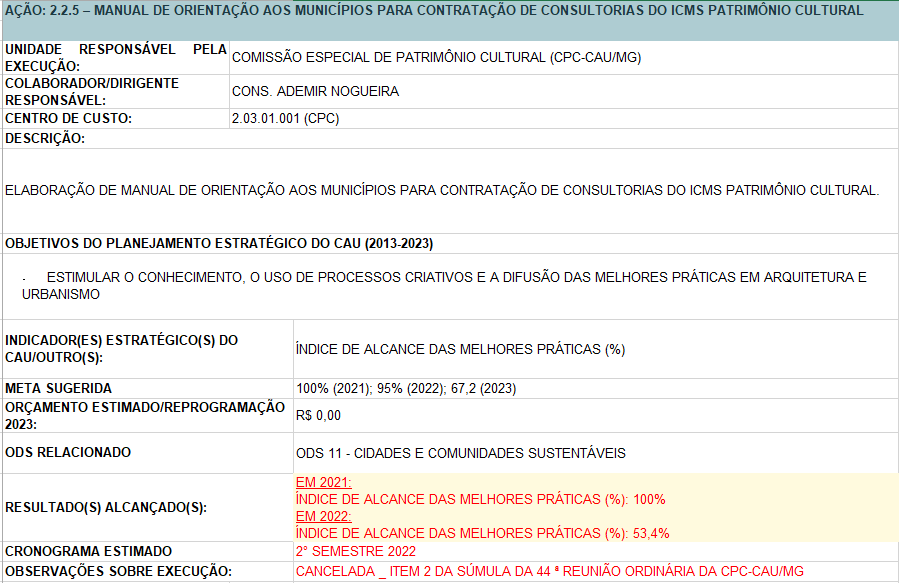 AÇÃO: 2.2.5 – MANUAL DE ORIENTAÇÃO AOS MUNICÍPIOS PARA CONTRATAÇÃO DE CONSULTORIAS DO ICMS PATRIMÔNIO CULTURAL
UNIDADE RESPONSÁVEL PELA
EXECUÇÃO:
COMISSÃO ESPECIAL DE PATRIMÔNIO CULTURAL (CPC-CAU/MG)
COLABORADOR/DIRIGENTE
RESPONSÁVEL:
CONS. ADEMIR NOGUEIRA
CENTRO DE CUSTO:
2.03.01.001 (CPC)
DESCRIÇÃO:
ELABORAÇÃO DE MANUAL DE ORIENTAÇÃO AOS MUNICÍPIOS PARA CONTRATAÇÃO DE CONSULTORIAS DO ICMS PATRIMÔNIO CULTURAL.
OBJETIVOS DO PLANEJAMENTO ESTRATÉGICO DO CAU (2013-2023)
- ESTIMULAR O CONHECIMENTO, O USO DE PROCESSOS CRIATIVOS E A DIFUSÃO DAS MELHORES PRÁTICAS EM ARQUITETURA E
URBANISMO
INDICADOR(ES) ESTRATÉGICO(S) DO
CAU/OUTRO(S):
ÍNDICE DE ALCANCE DAS MELHORES PRÁTICAS (%)
META SUGERIDA
100% (2021); 95% (2022); 67,2 (2023)
ORÇAMENTO ESTIMADO/REPROGRAMAÇÃO
2023:
R$ 0,00
ODS RELACIONADO
ODS 11 - CIDADES E COMUNIDADES SUSTENTÁVEIS
RESULTADO(S) ALCANÇADO(S):
EM 2021:
ÍNDICE DE ALCANCE DAS MELHORES PRÁTICAS (%): 100%
EM 2022:
ÍNDICE DE ALCANCE DAS MELHORES PRÁTICAS (%): 53,4%
CRONOGRAMA ESTIMADO
2° SEMESTRE 2022
OBSERVAÇÕES SOBRE EXECUÇÃO:
CANCELADA _ ITEM 2 DA SÚMULA DA 44 ª REUNIÃO ORDINÁRIA DA CPC-CAU/MG